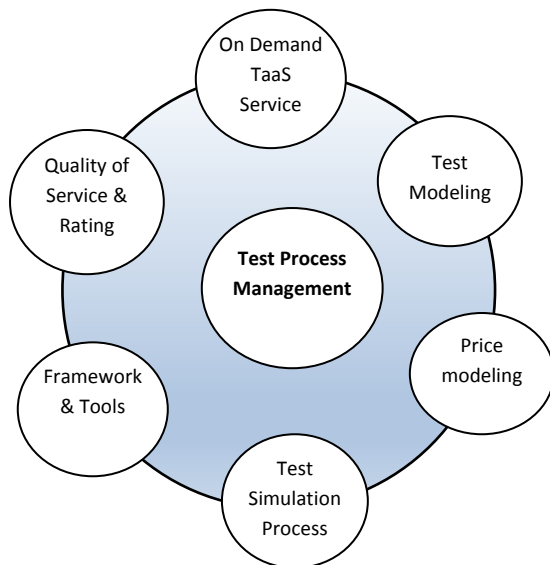 On Demand
TaaS
Service
Quality of
Service &
Rating
Test
Modeling
Test Process
Management
Price
modeling
Framework
& Tools
Test
Simulation
Process